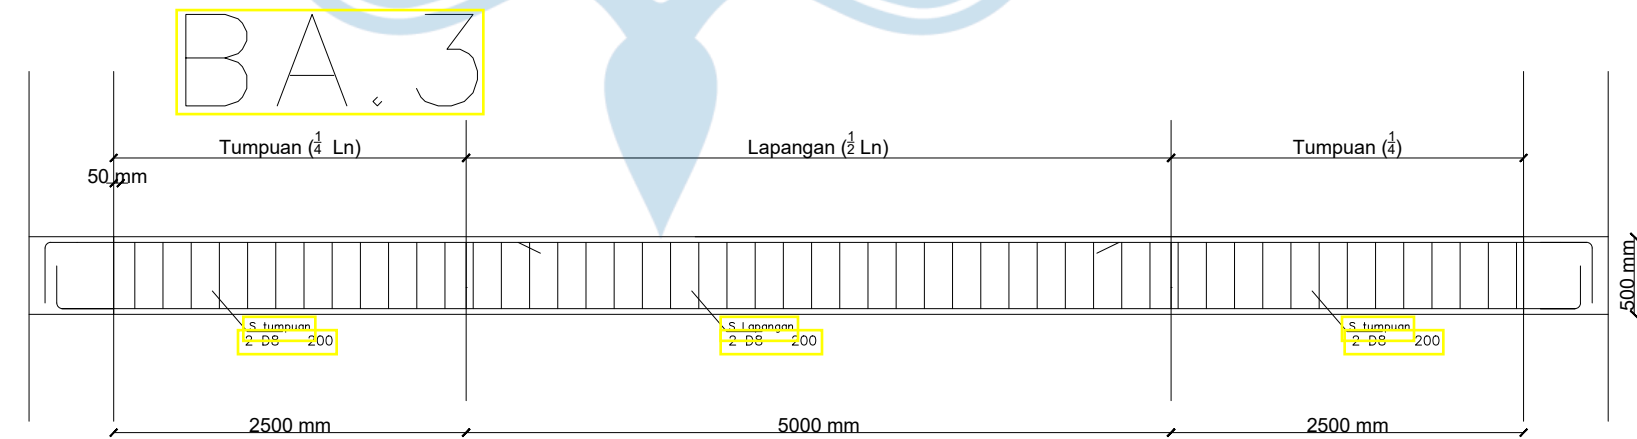 BA.3
E
Tumpuan (1/4 Ln)
Lapangan (1/2 Ln)
Tumpuan (1/4)
50 mm
500 mm
S tumpuan
2 D8 200
S Lapangan
2 D8 200
S tumpuan
2 D8 200
2500 mm
5000 mm
2500 mm